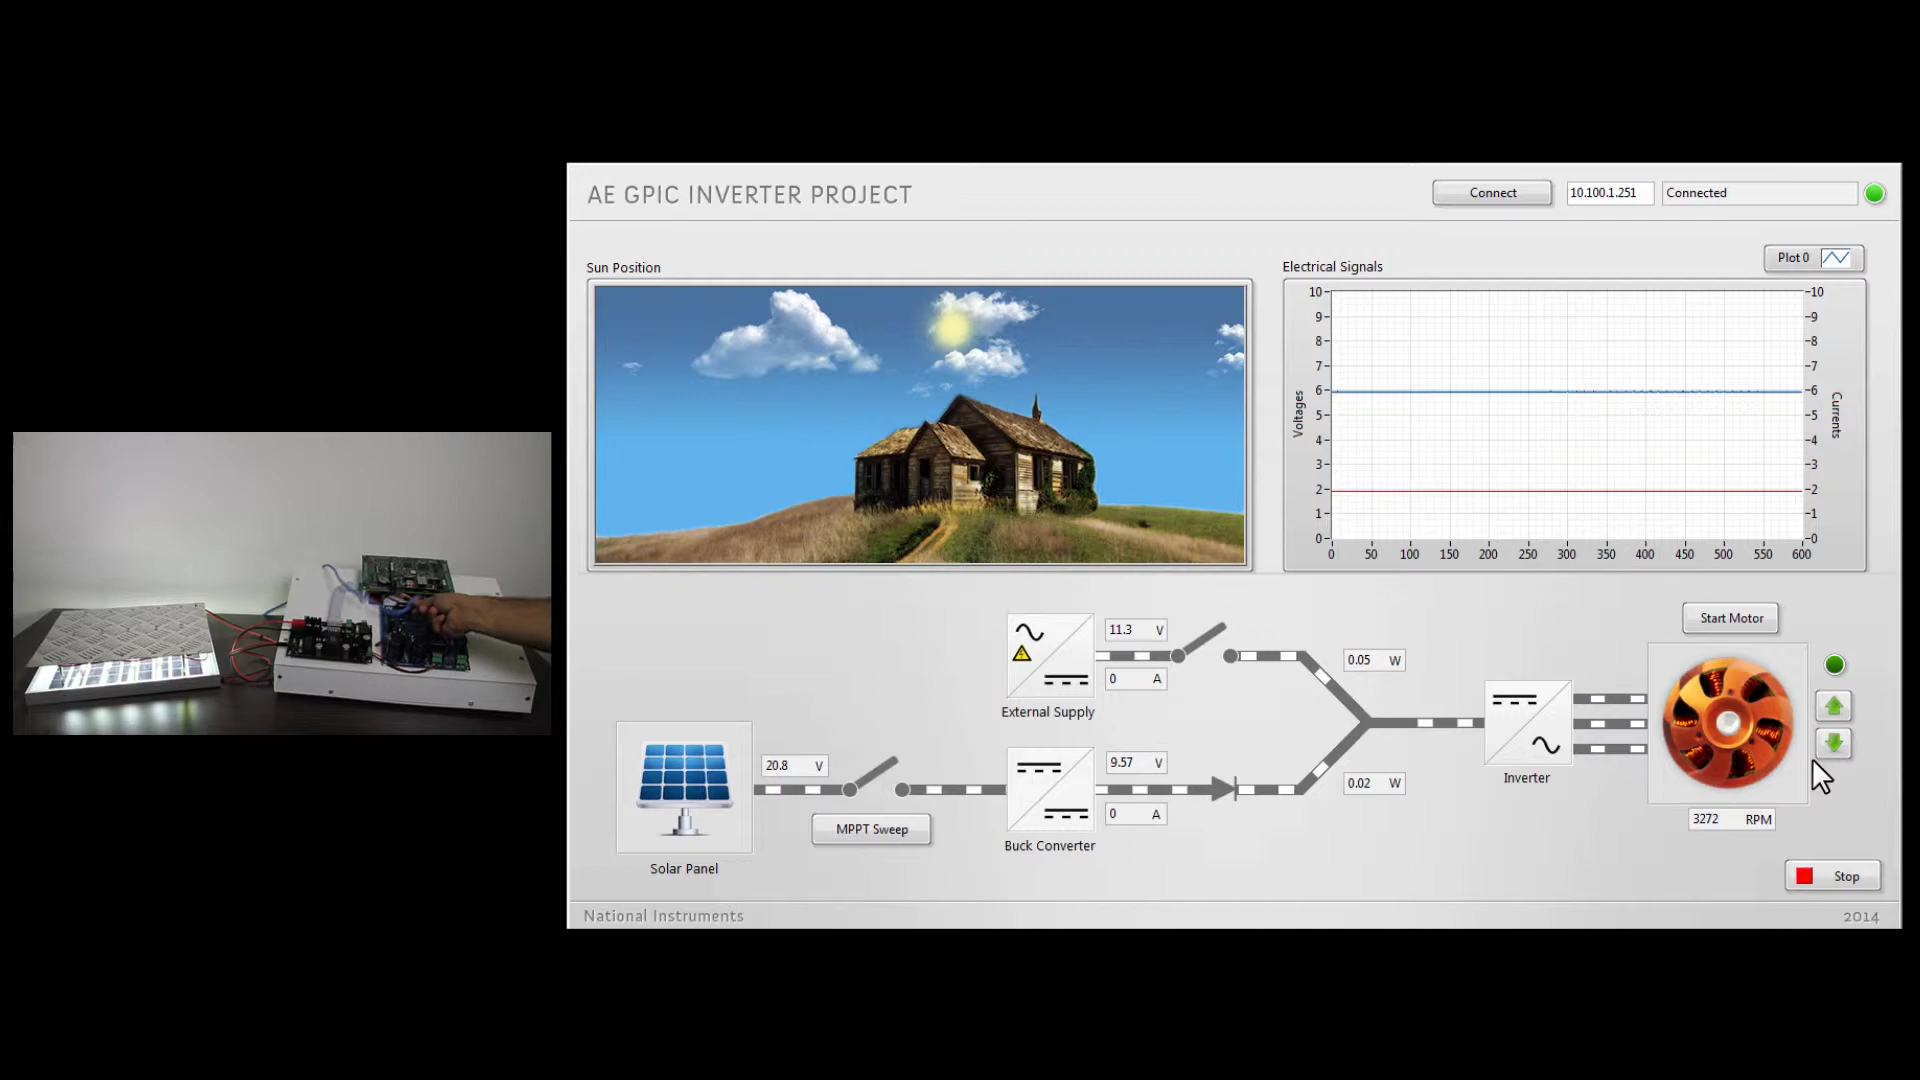 AE GPIC INVERTER PROJECT
Connect
10.100.1.251
Connected
Sun Position
Electrical Signals
Plot 0
10
9
8
7
6
5
4
3
2
1
0
Voltages
10
9
8
7
6
5
4
3
2
1
0
Currents
0 50 100 150 200 250 300 350 400 450 500 550 600
Start Motor
11.3 V
0 A
External Supply
0.05 W
20.8 V
MPPT Sweep
Solar Panel
9.57 V
0 A
Buck Converter
0.02 W
Inverter
3272 RPM
Stop
National Instruments
2014